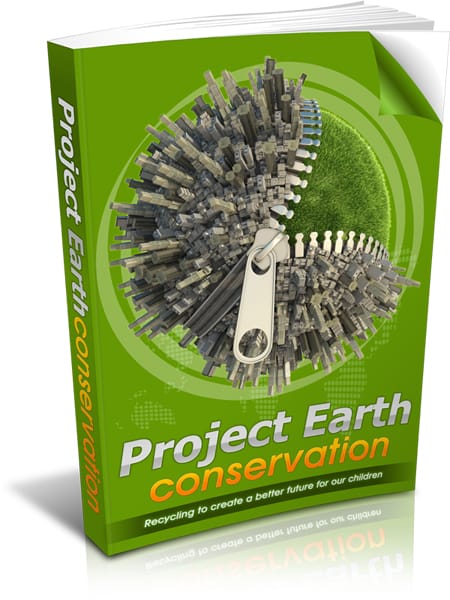 Project Earth conservation
Project Earth
conservation
Recycling to create a better future for our children